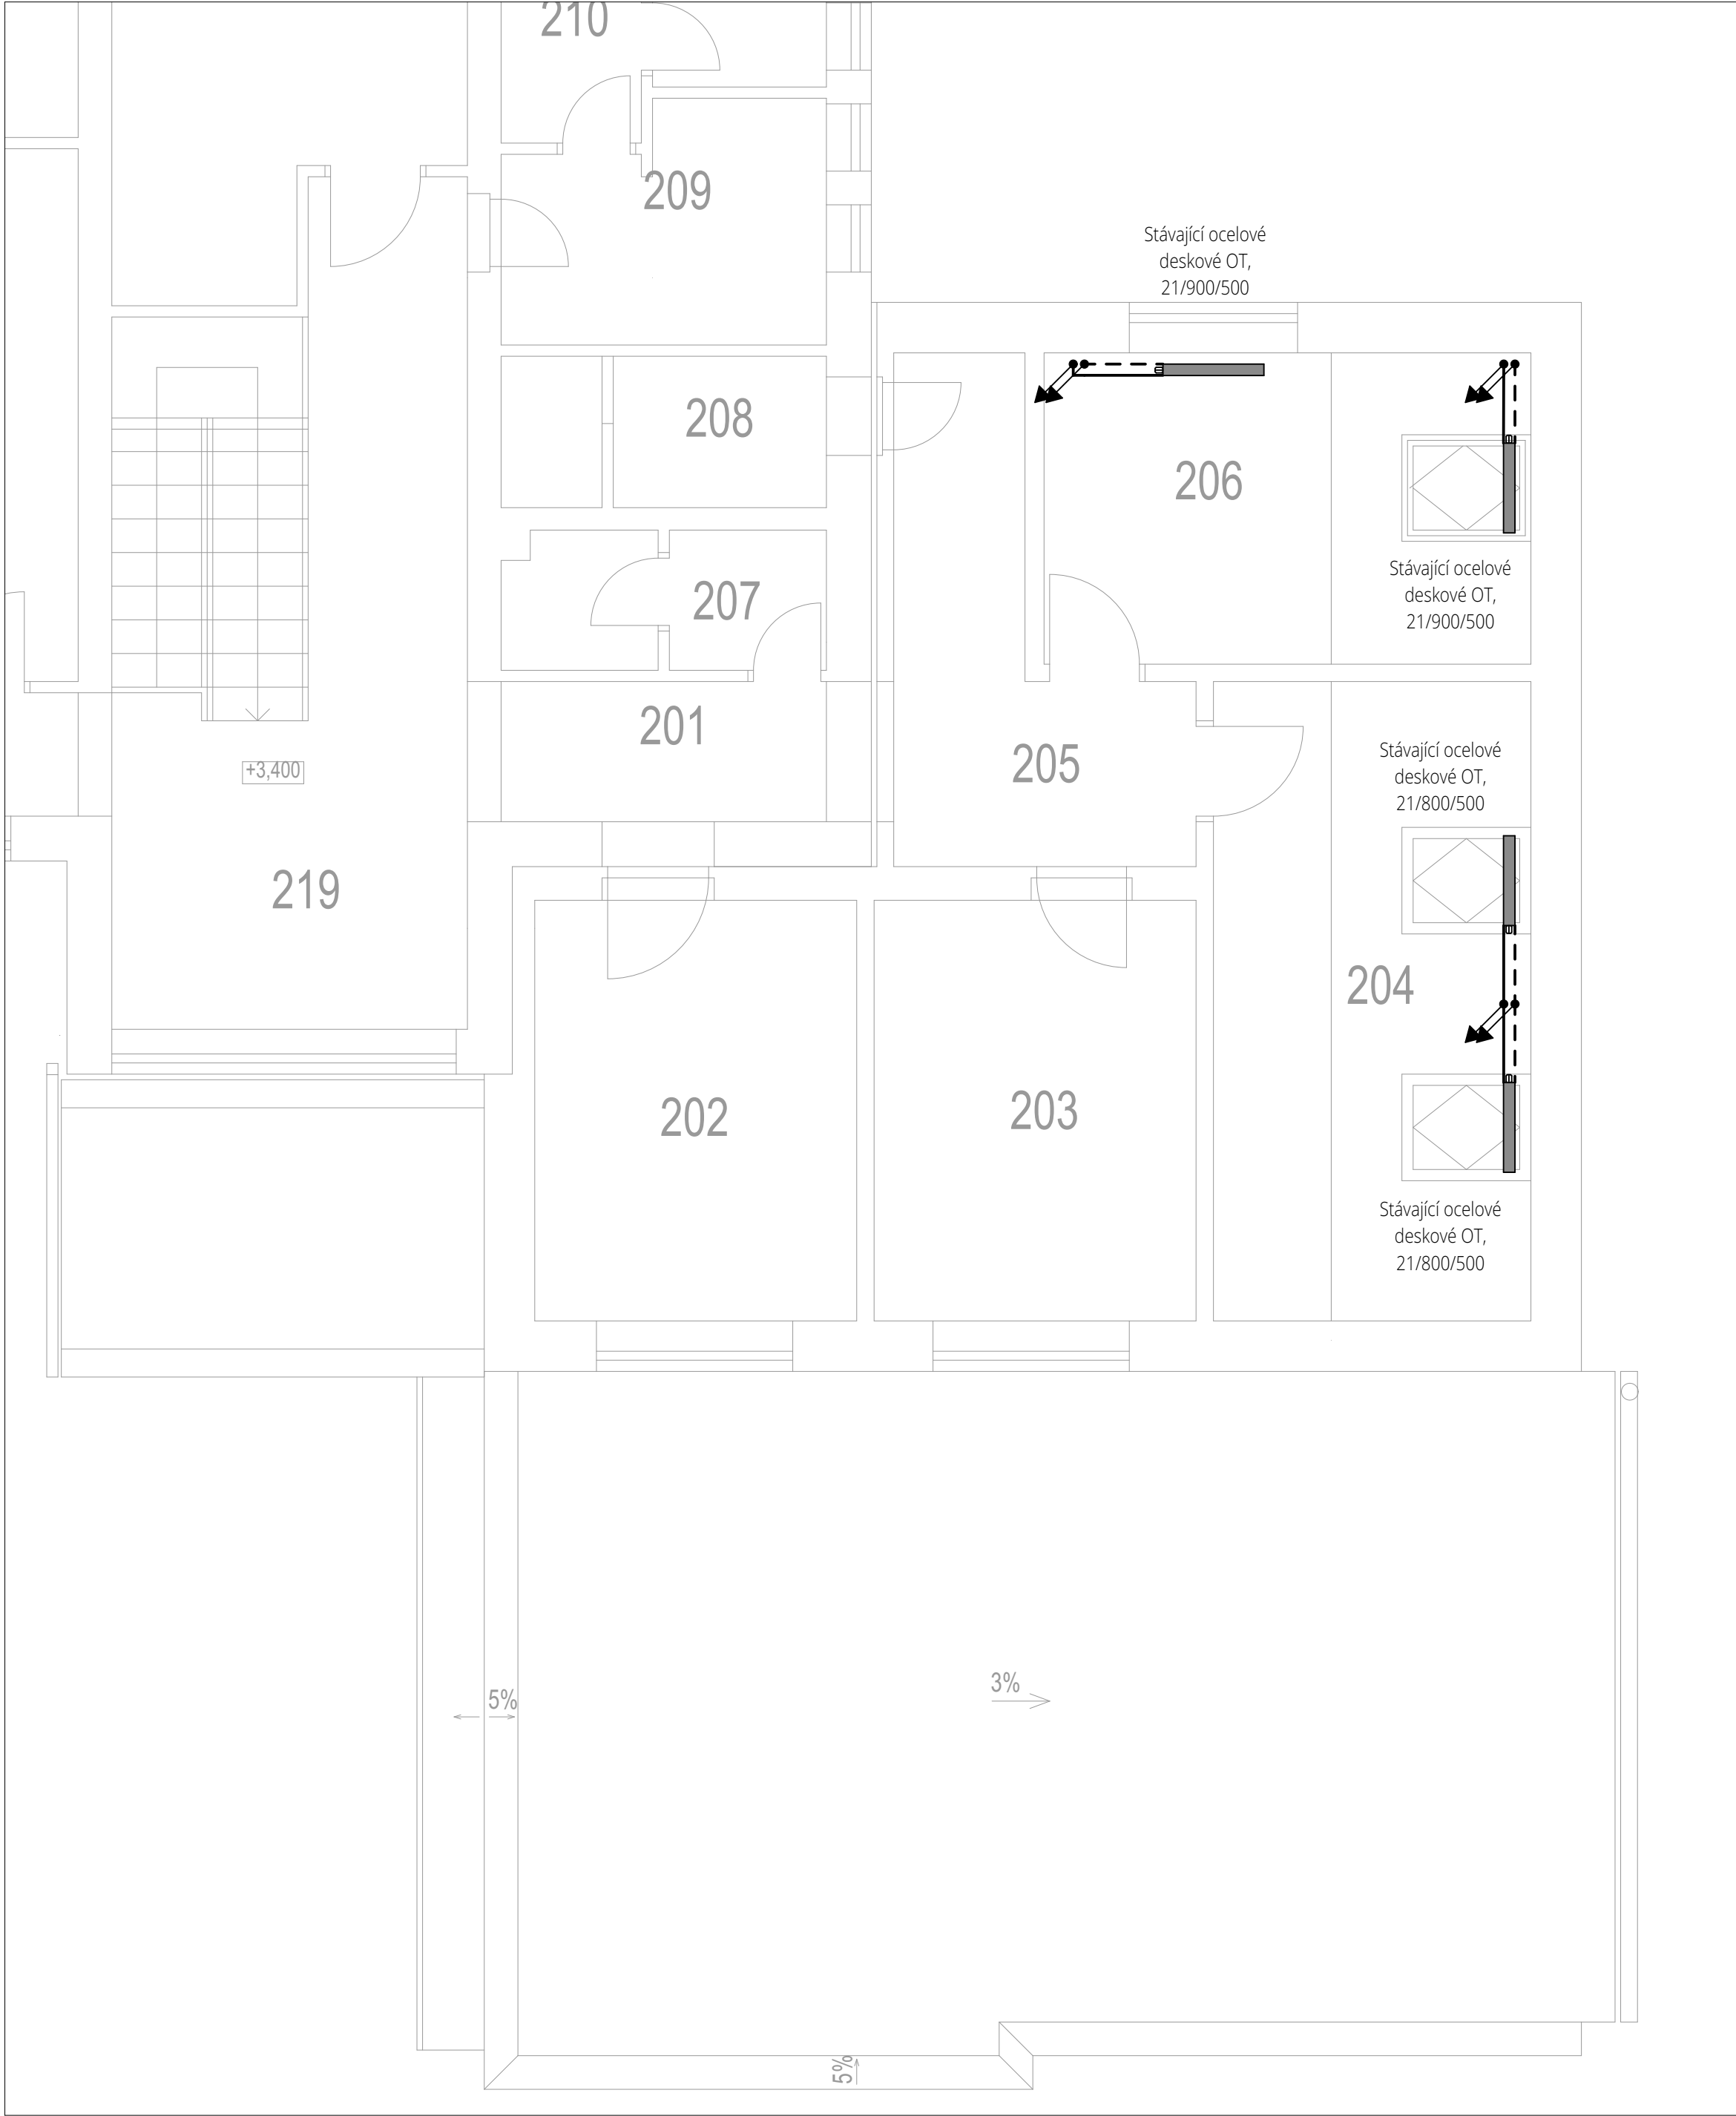 210
209
Stávající ocelové
deskové OT,
21/900/500
208
206
Stávající ocelové
deskové OT,
21/900/500
207
201
205
Stávající ocelové
deskové OT,
21/800/500
+3,400
219
204
202
203
Stávající ocelové
deskové OT,
21/800/500
5%
3%
5%